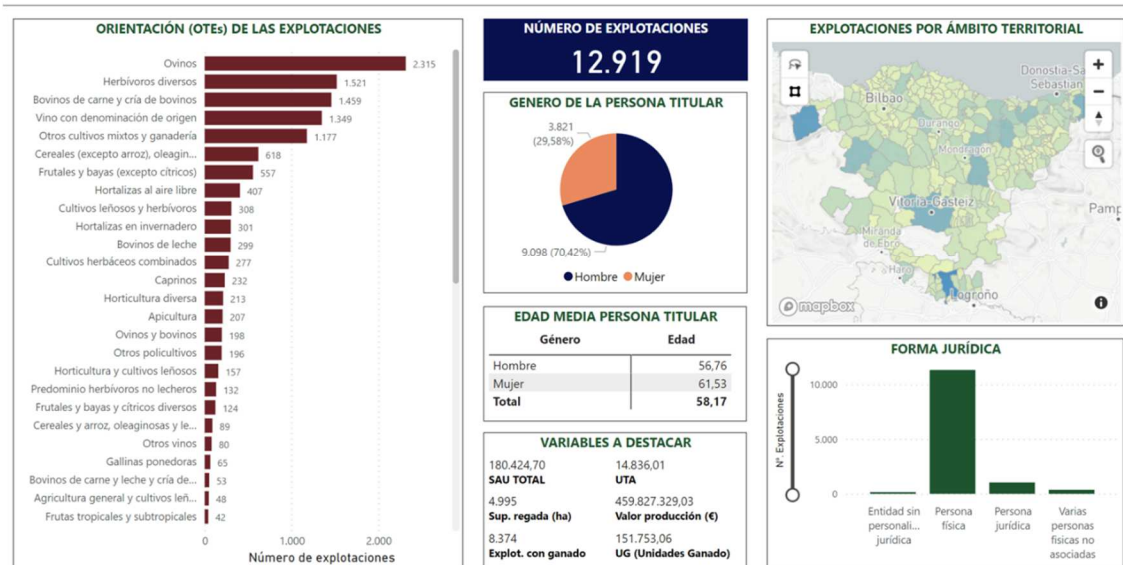 ORIENTACIÓN (OTEs) DE LAS EXPLOTACIONES
Ovinos 2.315
Herbívoros diversos 1.521
Bovinos de carne y cría de bovinos 1.459
Vino con denominación de origen 1.349
Otros cultivos mixtos y ganadería 1.177
Cereales (excepto arroz), oleagin... 618
Frutales y bayas (excepto cítricos) 557
Hortalizas al aire libre 407
Cultivos leñosos y herbívoros 308
Hortalizas en invernadero 301
Bovinos de leche 299
Cultivos herbáceos combinados 277
Caprinos 232
Horticultura diversa 213
Apicultura 207
Ovinos y bovinos 198
Otros policultivos 196
Horticultura y cultivos leñosos 157
Predominio herbívoros no lecheros 132
Frutales y bayas y cítricos diversos 124
Cereales y arroz, oleaginosas y le... 89
Otros vinos 80
Gallinas ponedoras 65
Bovinos de carne y leche y cría de... 53
Agricultura general y cultivos leñ... 48
Frutas tropicales y subtropicales 42
0 1.000 2.000
Número de explotaciones
NÚMERO DE EXPLOTACIONES
12.919
GENERO DE LA PERSONA TITULAR
3.821
(29,58%)
9.098 (70,42%)
Hombre Mujer
EDAD MEDIA PERSONA TITULAR
Género Edad
Hombre 56,76
Mujer 61,53
Total 58,17
VARIABLES A DESTACAR
180.424,70 14.836,01
SAU TOTAL UTA
4.995 459.827.329,03
Sup. regada (ha) Valor producción (€)
8.374 151.753,06
Explot. con ganado UG (Unidades Ganado)
EXPLOTACIONES POR ÁMBITO TERRITORIAL
Donostia-Sa
Sebastian
Bilbao
Durango
Mondragón
Vitoria-Gasteiz
Pamp
Miranda
de Ebro
Haro
Logroño
mapbox
FORMA JURÍDICA
Nº. Explotaciones
10.000
5.000
0
Entidad sin personali... jurídica
Persona física
Persona jurídica
Varias personas físicas no asociadas